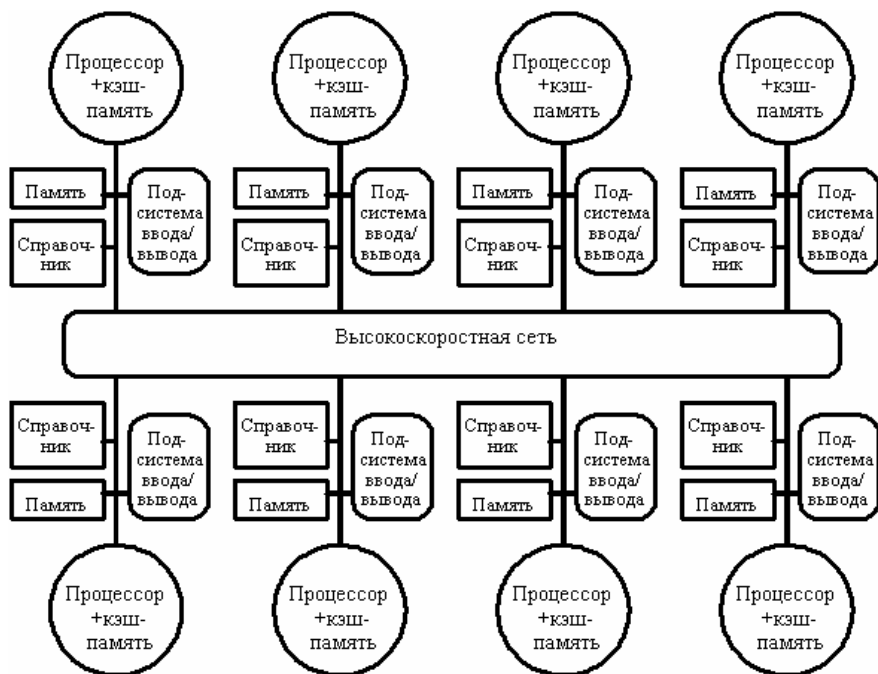 Процессор
+кэш-
память
Процессор
+кэш-
память
Процессор
+кэш-
память
Процессор
+кэш-
память
Память
Под-
система
ввода/
вывода
Справоч-
ник
Память
Под-
система
ввода/
вывода
Справоч-
ник
Память
Под-
система
ввода/
вывода
Справоч-
ник
Память
Под-
система
ввода/
вывода
Справоч-
ник
Высокоскоростная сеть
Справоч-
ник
Под-
система
ввода/
вывода
Память
Справоч-
ник
Под-
система
ввода/
вывода
Память
Справоч-
ник
Под-
система
ввода/
вывода
Память
Справоч-
ник
Под-
система
ввода/
вывода
Память
Процессор
+кэш-
память
Процессор
+кэш-
память
Процессор
+кэш-
память
Процессор
+кэш-
память